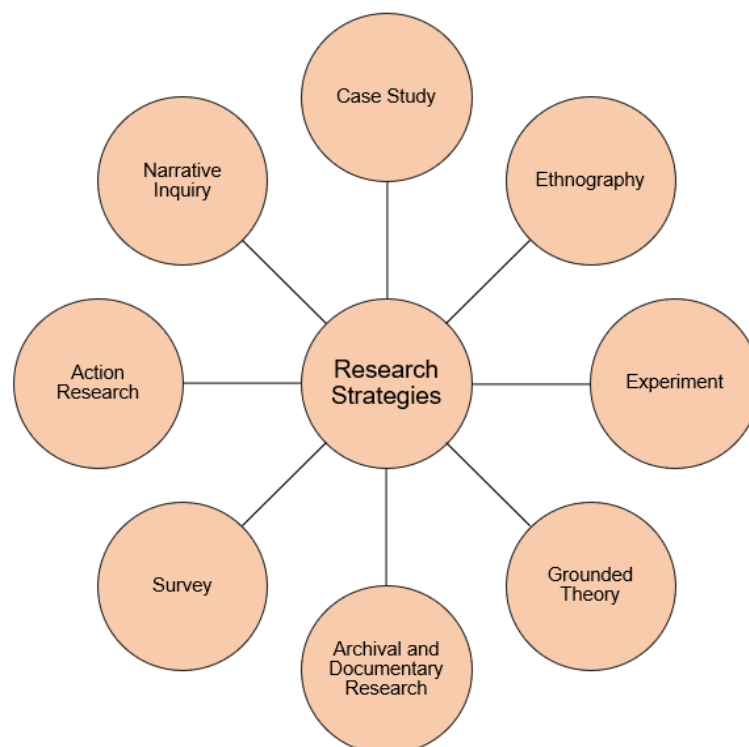 Case Study
Narrative
Inquiry
Ethnography
Action
Research
Research
Strategies
Experiment
Survey
Grounded
Theory
Archival and
Documentary
Research